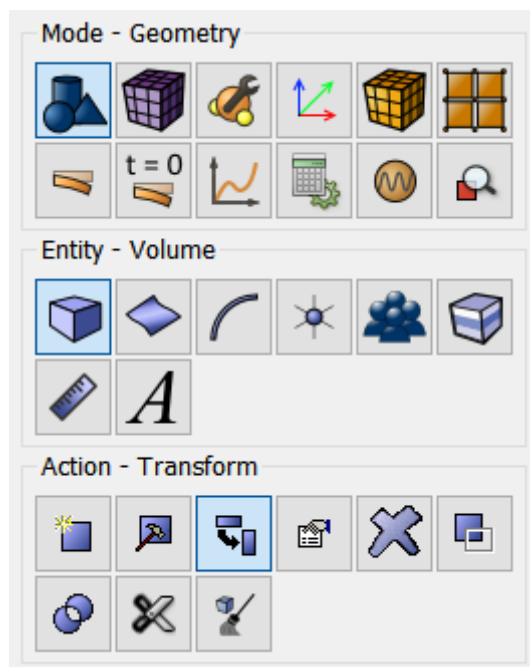 Mode - Geometry
t = 0
Entity - Volume
A
Action - Transform